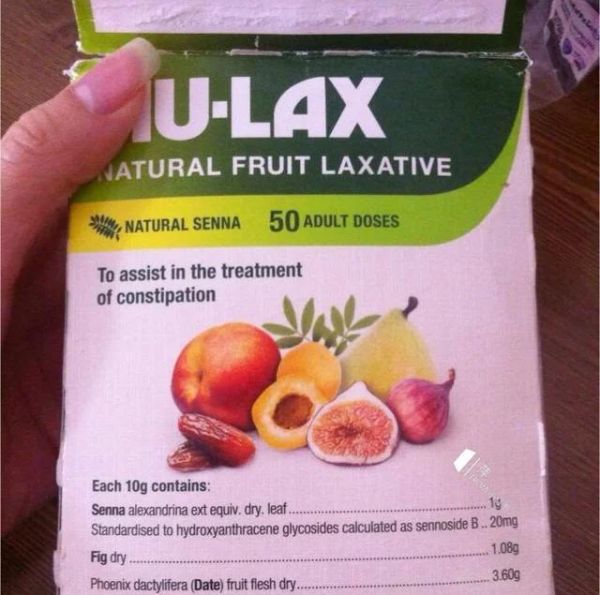 NU-LAX
NATURAL FRUIT LAXATIVE
NATURAL SENNA 50 ADULT DOSES
To assist in the treatment
of constipation
Each 10g contains:
Senna alexandrina ext equiv. dry. leaf........................ 1g
Standardised to hydroxyanthracene glycosides calculated as sennoside B .. 20mg
Fig dry ........................ 1.08g
Phoenix dactylifera (Date) fruit flesh dry........................ 3.60g